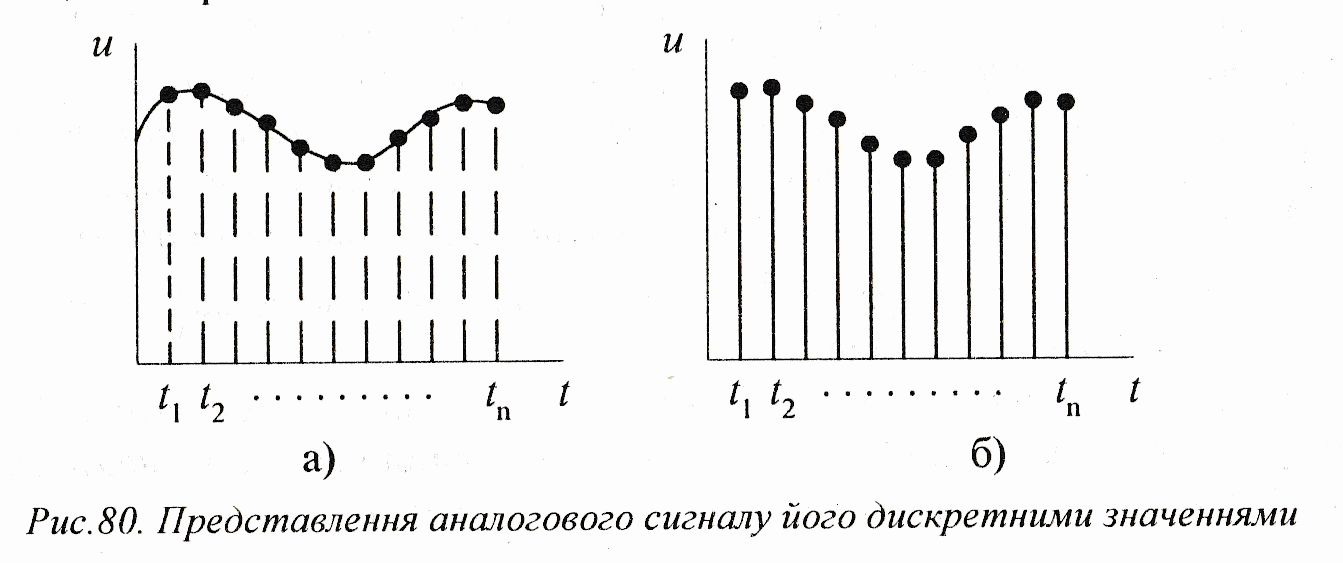 u
u
t₁ t₂ . . . . . . . . . tₙ t
t₁ t₂ . . . . . . . . . tₙ t
а)
б)
Рис.80. Представлення аналогового сигналу його дискретними значеннями